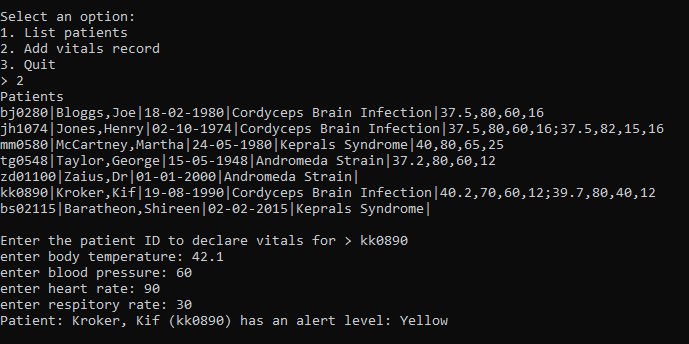 Select an option:
1. List patients
2. Add vitals record
3. Quit
> 2
Patients
bj0280|Bloggs,Joe|18-02-1980|Cordyceps Brain Infection|37.5,80,60,16
jh1074|Jones,Henry|02-10-1974|Cordyceps Brain Infection|37.5,80,60,16;37.5,82,15,16
mm0580|McCartney,Martha|24-05-1980|Keprals Syndrome|40,80,65,25
tg0548|Taylor,George|15-05-1948|Andromeda Strain|37.2,80,60,12
zd01100|Zaius,Dr|01-01-2000|Andromeda Strain|
kk0890|Kroker,Kif|19-08-1990|Cordyceps Brain Infection|40.2,70,60,12;39.7,80,40,12
bs02115|Baratheon,Shireen|02-02-2015|Keprals Syndrome|
Enter the patient ID to declare vitals for > kk0890
enter body temperature: 42.1
enter blood pressure: 60
enter heart rate: 90
enter respitory rate: 30
Patient: Kroker, Kif (kk0890) has an alert level: Yellow